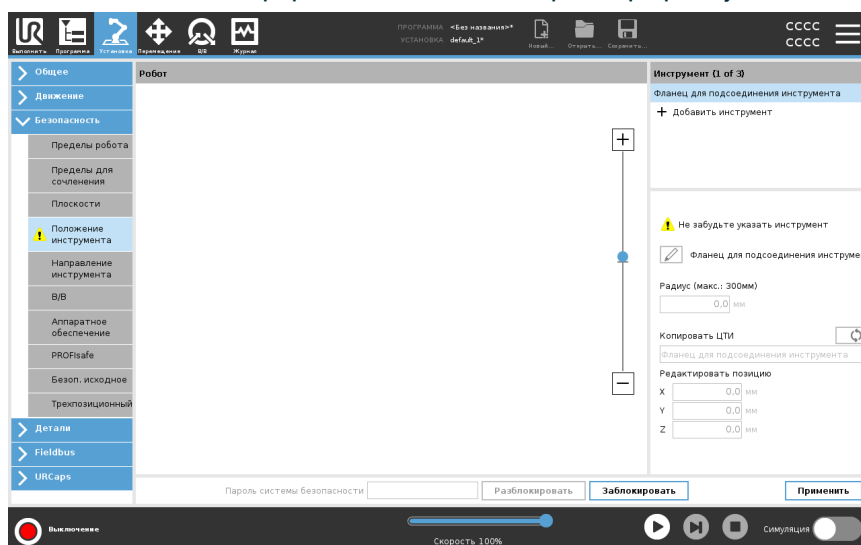 ПРОГРАММА <Без названия>*
УСТАНОВКА default_1*
Выполнить
Программа
Установка
Перемещение
В/В
Журнал
Новый...
Открыть...
Сохранить...
CCCC
CCCC
Общее
Движение
Безопасность
Пределы робота
Пределы для
сочленения
Плоскости
Положение
инструмента
Направление
инструмента
В/В
Аппаратное
обеспечение
PROFIsafe
Безоп. исходное
Трехпозиционный
Детали
Fieldbus
URCaps
Робот
Инструмент (1 of 3)
Фланец для подсоединения инструмента
Добавить инструмент
Не забудьте указать инструмент
Фланец для подсоединения инструме
Радиус (макс.: 300мм)
0,0 мм
Копировать ЦТИ
Фланец для подсоединения инструмента
Редактировать позицию
X 0,0 мм
Y 0,0 мм
Z 0,0 мм
Пароль системы безопасности
Разблокировать
Заблокировать
Применить
Выключение
Скорость 100%
Симуляция